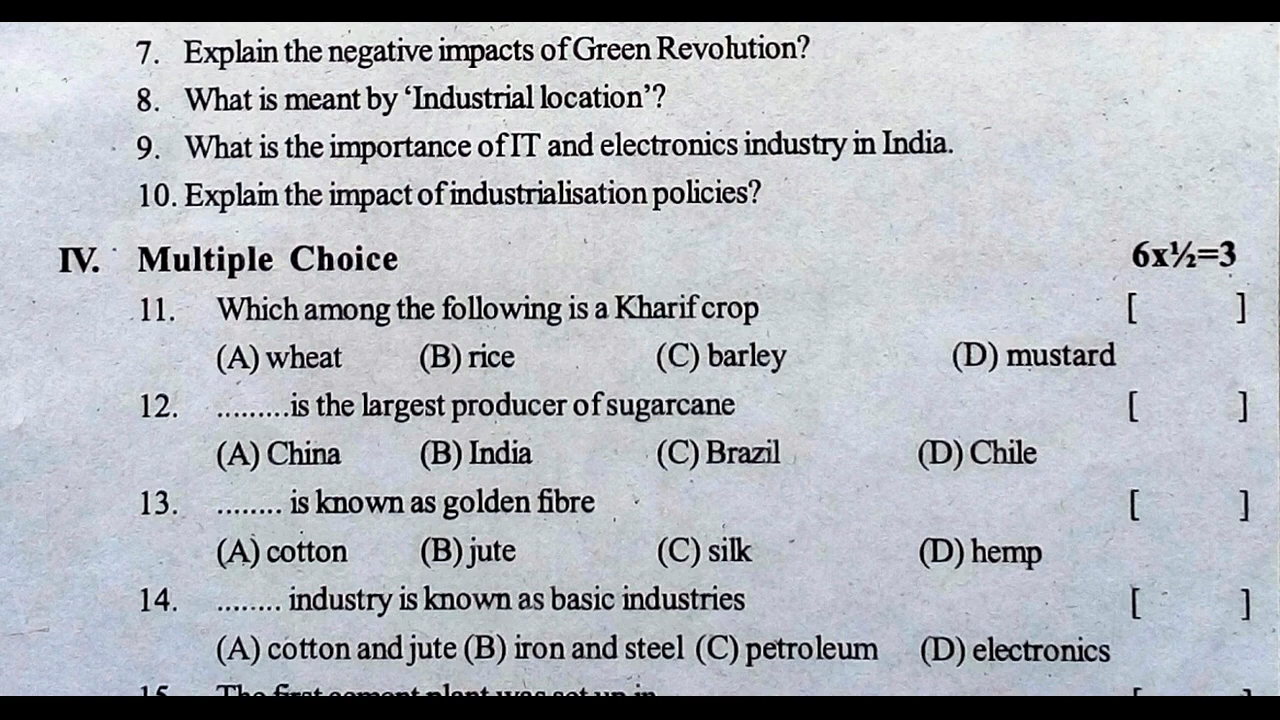 7. Explain the negative impacts of Green Revolution?
8. What is meant by ‘Industrial location’?
9. What is the importance of IT and electronics industry in India.
10. Explain the impact of industrialisation policies?
IV. Multiple Choice 6x½=3
11. Which among the following is a Kharif crop [ ]
(A) wheat (B) rice (C) barley (D) mustard
12. .........is the largest producer of sugarcane [ ]
(A) China (B) India (C) Brazil (D) Chile
13. ........ is known as golden fibre [ ]
(A) cotton (B) jute (C) silk (D) hemp
14. ........ industry is known as basic industries [ ]
(A) cotton and jute (B) iron and steel (C) petroleum (D) electronics
15. The first cement plant was set up in [ ]